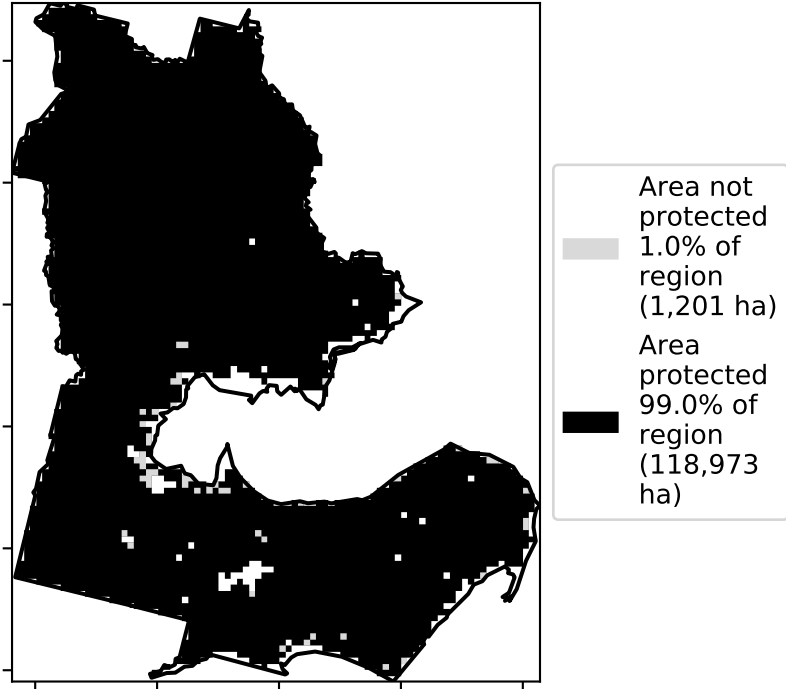 Area not
protected
1.0% of
region
(1,201 ha)
Area
protected
99.0% of
region
(118,973
ha)